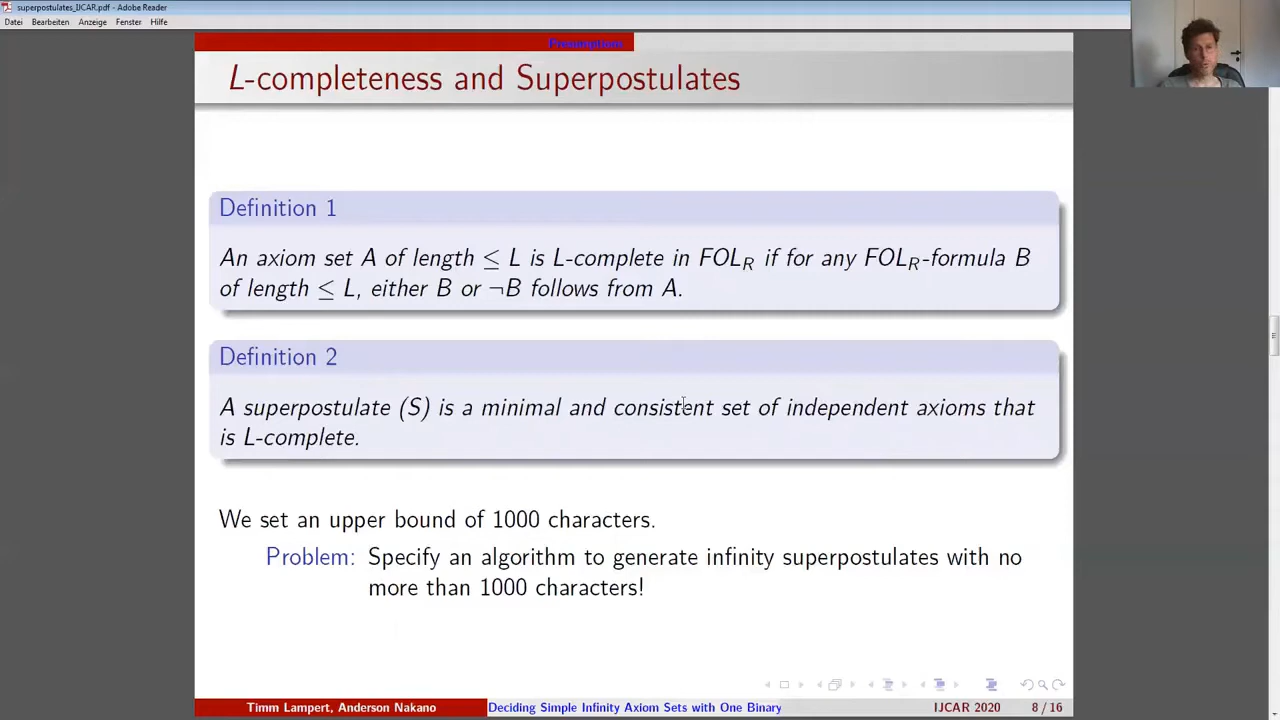 superpostulates_IJCAR.pdf - Adobe Reader
Datei Bearbeiten Anzeige Fenster Hilfe
Presumptions
L-completeness and Superpostulates
Definition 1
An axiom set A of length ≤ L is L-complete in FOL_R if for any FOL_R-formula B
of length ≤ L, either B or ¬B follows from A.
Definition 2
A superpostulate (S) is a minimal and consistent set of independent axioms that
is L-complete.
We set an upper bound of 1000 characters.
Problem: Specify an algorithm to generate infinity superpostulates with no
more than 1000 characters!
Timm Lampert, Anderson Nakano Deciding Simple Infinity Axiom Sets with One Binary IJCAR 2020 8 / 16